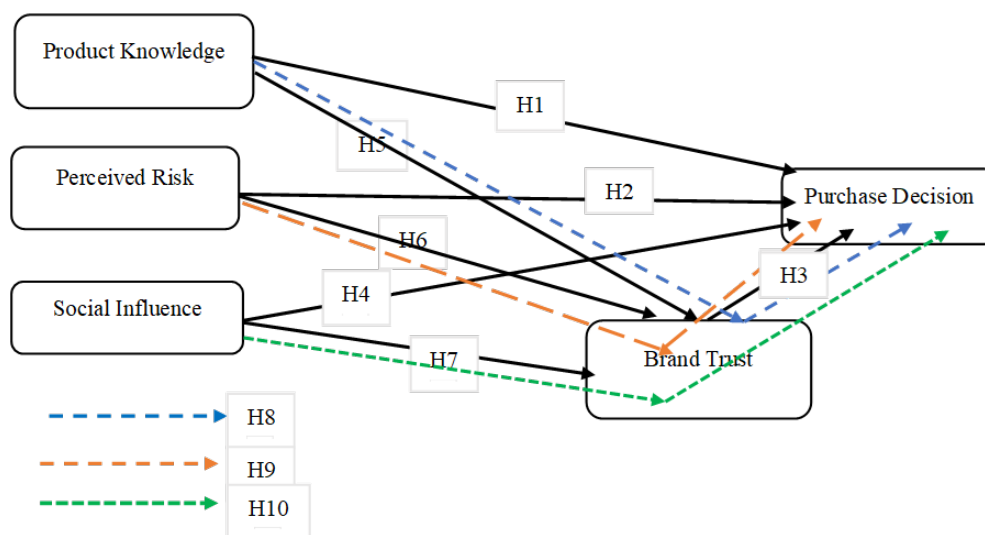 Product Knowledge
H1
H5
Perceived Risk
H2
Purchase Decision
H6
Social Influence
H4
H3
H7
Brand Trust
H8
H9
H10